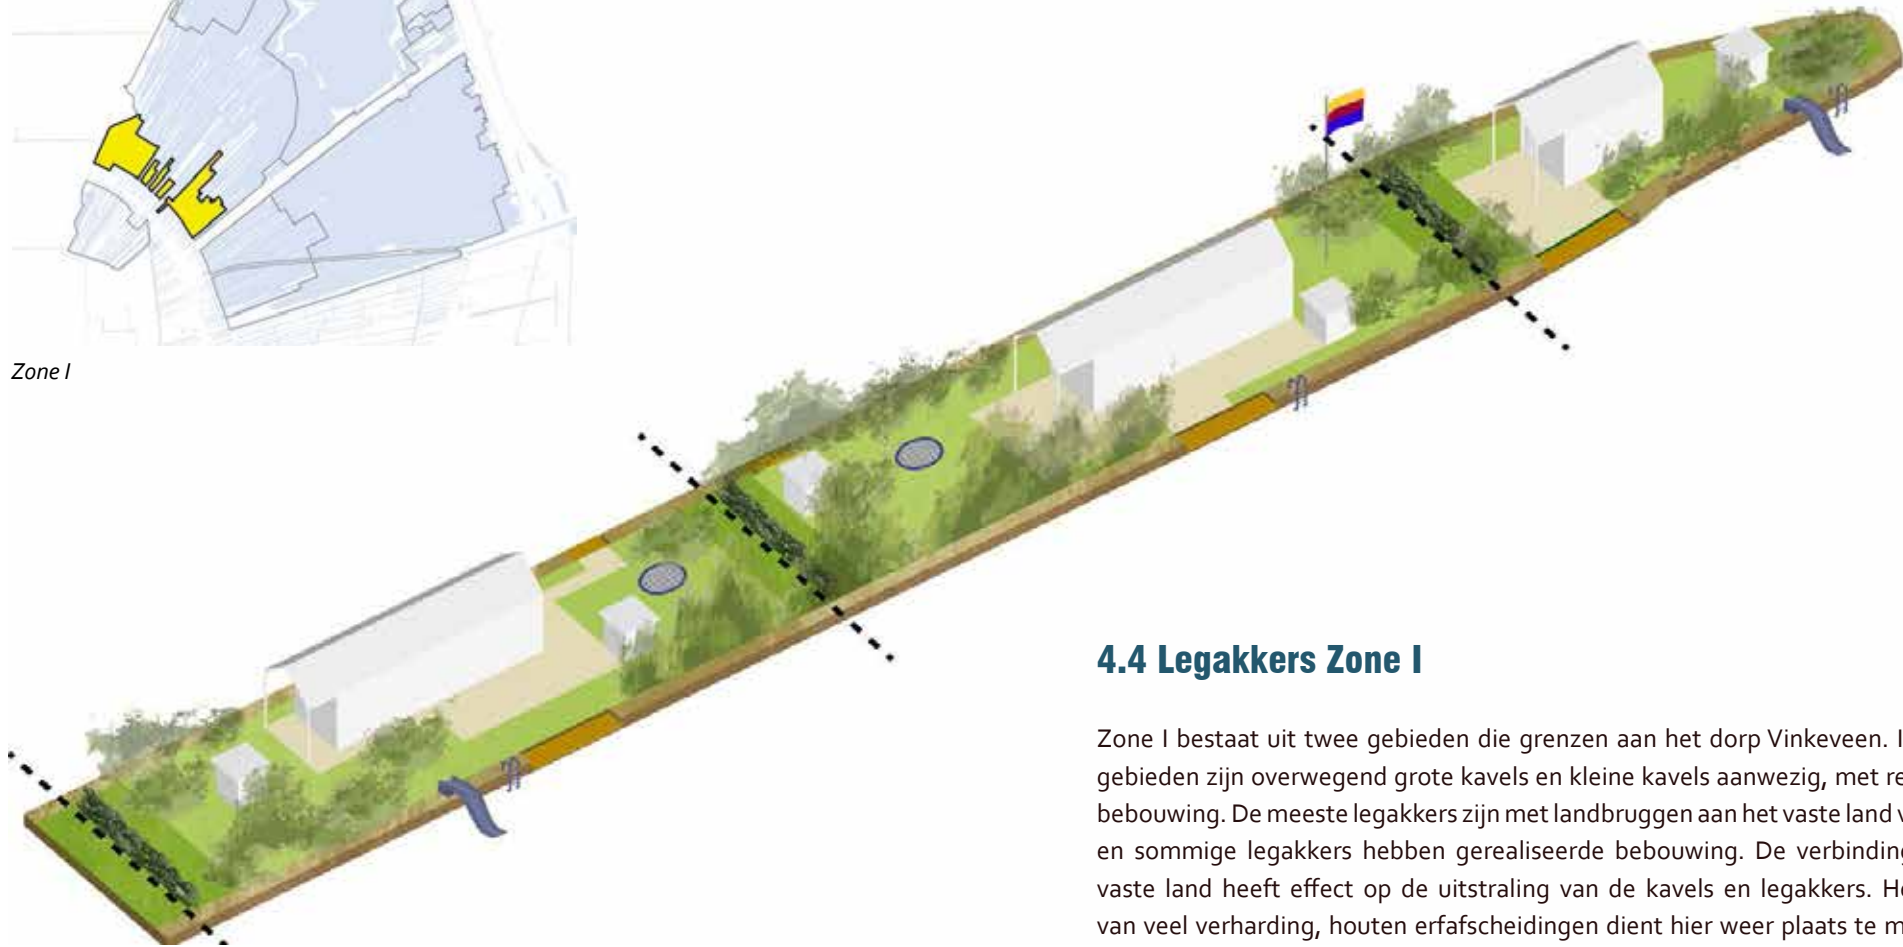 Zone I
4.4 Legakkers Zone I
Zone I bestaat uit twee gebieden die grenzen aan het dorp Vinkeveen.
gebieden zijn overwegend grote kavels en kleine kavels aanwezig, met
bebouwing. De meeste legakkers zijn met landbruggen aan het vaste land
en sommige legakkers hebben gerealiseerde bebouwing. De verbinding
vaste land heeft effect op de uitstraling van de kavels en legakkers.
van veel verharding, houten erfafscheidingen dient hier weer plaats te